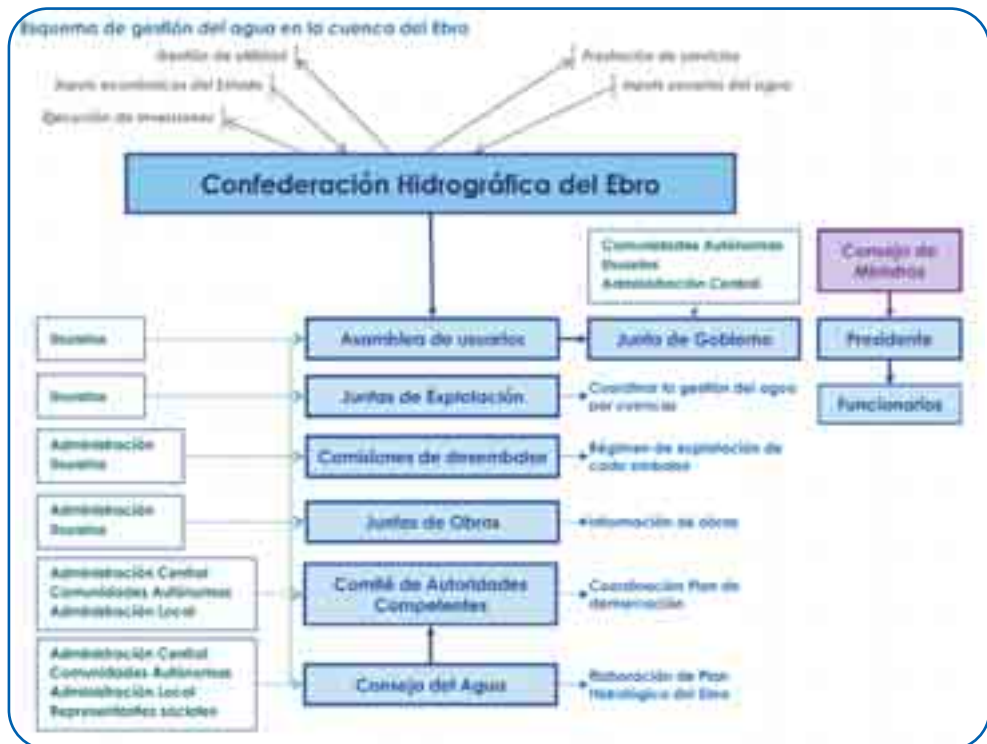 Esquema de gestión del agua en la cuenca del Ebro
Gestión de utilidad
Prestación de servicios
Inputs económicos del Estado
Inputs usuarios del agua
Ejecución de inversiones
Confederación Hidrográfica del Ebro
Comunidades Autónomas
Usuarios
Administración Central
Consejo de
Ministros
Usuarios
Asamblea de usuarios
Junta de Gobierno
Presidente
Usuarios
Juntas de Explotación
Coordinar la gestión del agua
por cuencas
Funcionarios
Administración
Usuarios
Comisiones de desembalse
Régimen de explotación de
cada embalse
Administración
Usuarios
Juntas de Obras
Información de obras
Administración Central
Comunidades Autónomas
Administración Local
Comité de Autoridades
Competentes
Coordinación Plan de
demarcación
Administración Central
Comunidades Autónomas
Administración Local
Representantes sociales
Consejo del Agua
Elaboración de Plan
Hidrológico del Ebro